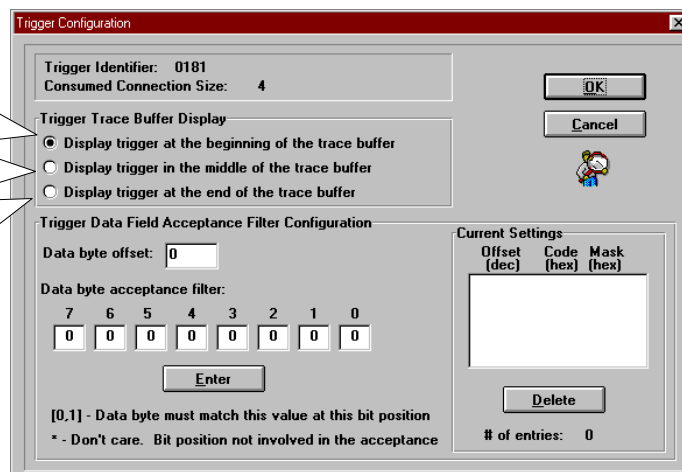 Trigger Configuration
Trigger Identifier: 0181
Consumed Connection Size: 4
OK
Cancel
Trigger Trace Buffer Display
Display trigger at the beginning of the trace buffer
Display trigger in the middle of the trace buffer
Display trigger at the end of the trace buffer
Trigger Data Field Acceptance Filter Configuration
Data byte offset: 0
Data byte acceptance filter:
7 6 5 4 3 2 1 0
0 0 0 0 0 0 0 0
Enter
[0,1] - Data byte must match this value at this bit position
* - Don't care. Bit position not involved in the acceptance
Current Settings
Offset Code Mask
(dec) (hex) (hex)
Delete
# of entries: 0